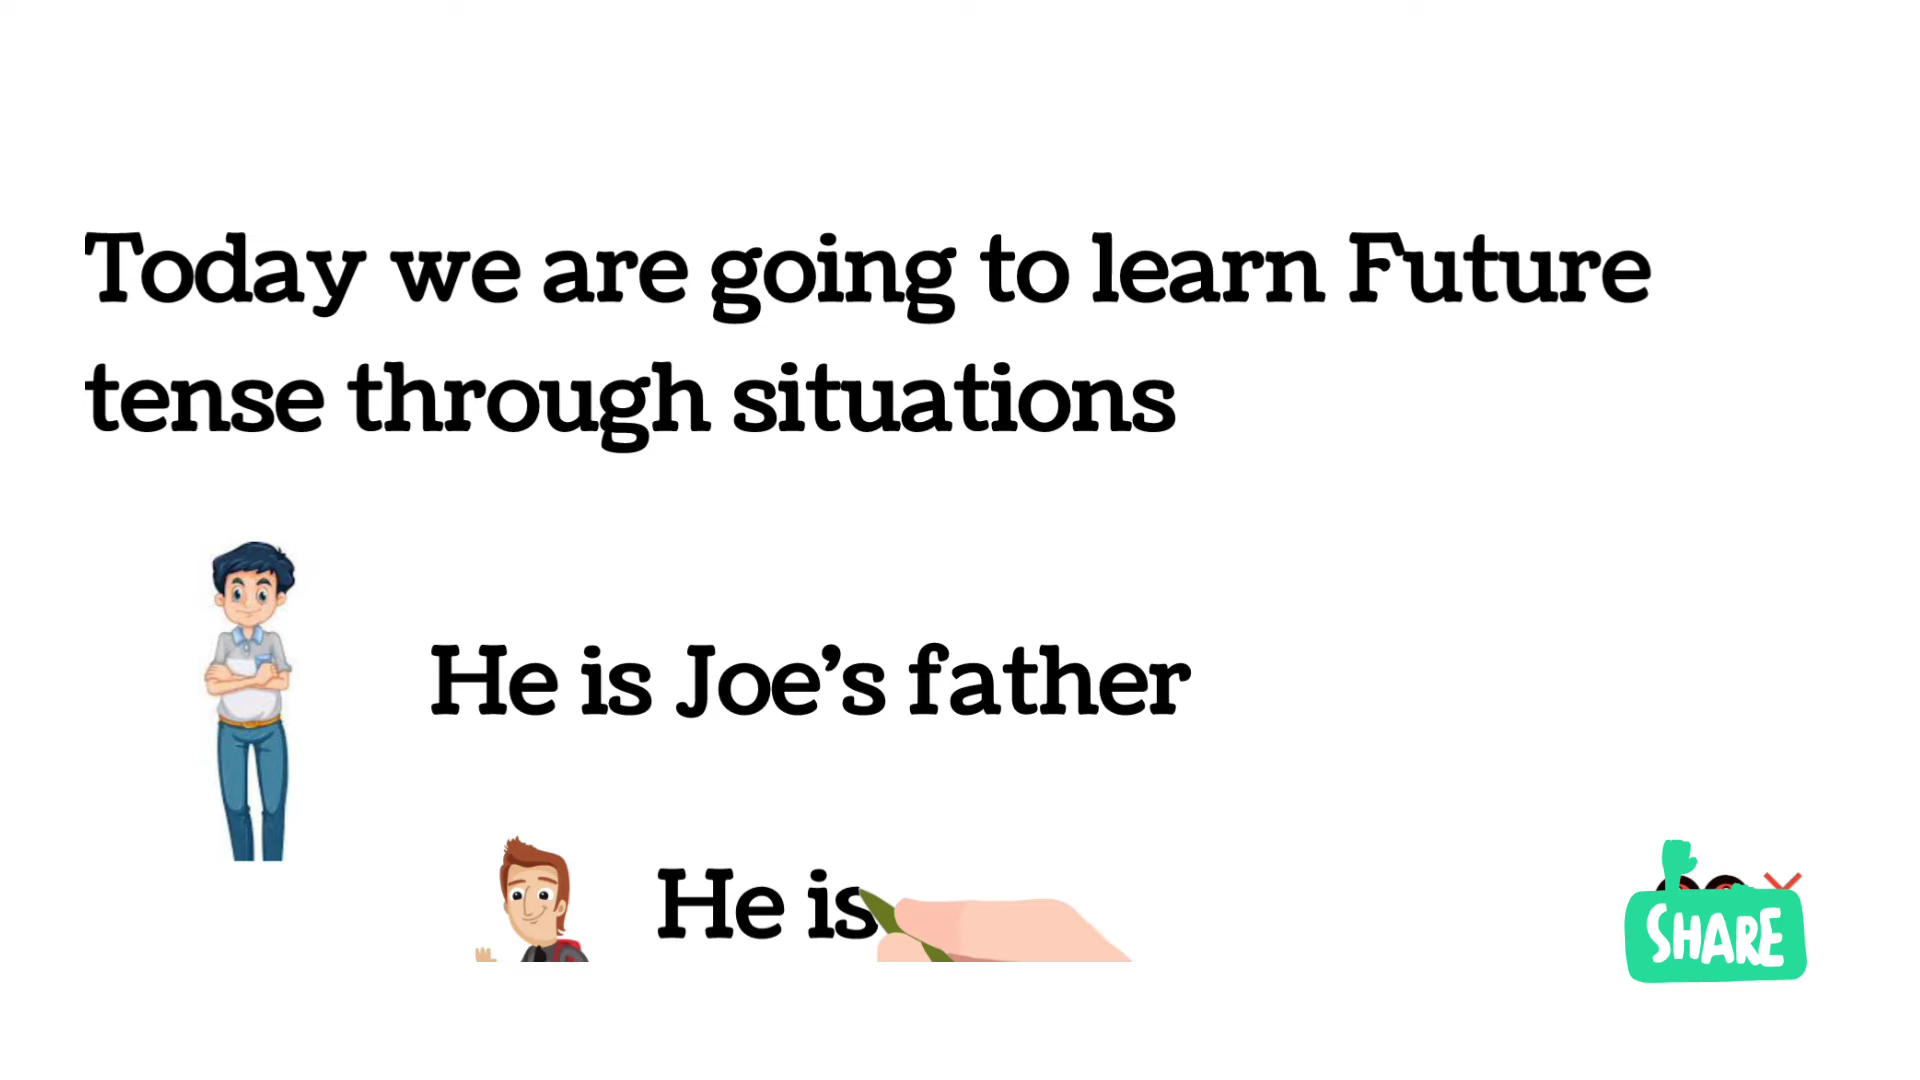 Today we are going to learn Future
tense through situations
He is Joe's father
He is
SHARE